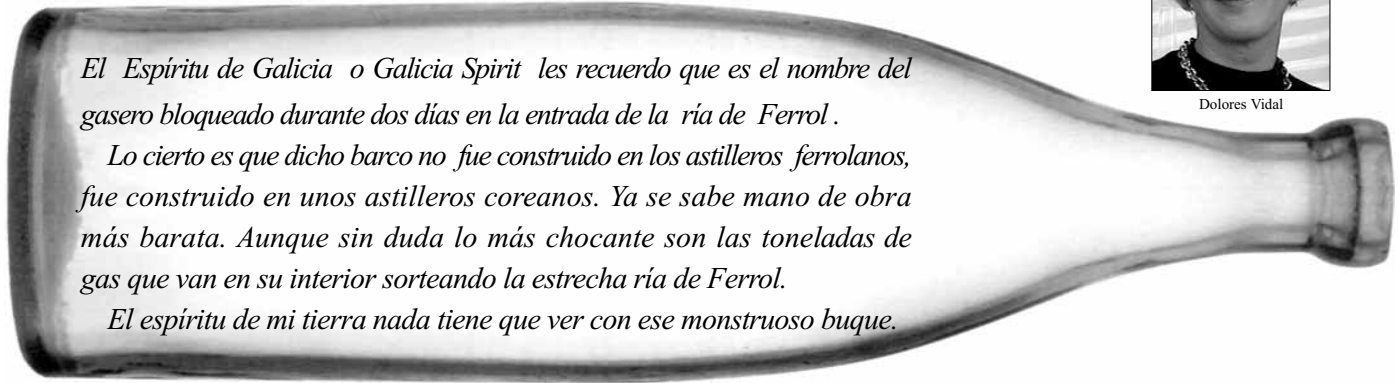 El Espíritu de Galicia o Galicia Spirit les recuerdo que es el nombre del
gasero bloqueado durante dos días en la entrada de la ría de Ferrol .
Lo cierto es que dicho barco no fue construido en los astilleros ferrolanos,
fue construido en unos astilleros coreanos. Ya se sabe mano de obra
más barata. Aunque sin duda lo más chocante son las toneladas de
gas que van en su interior sorteando la estrecha ría de Ferrol.
El espíritu de mi tierra nada tiene que ver con ese monstruoso buque.
Dolores Vidal